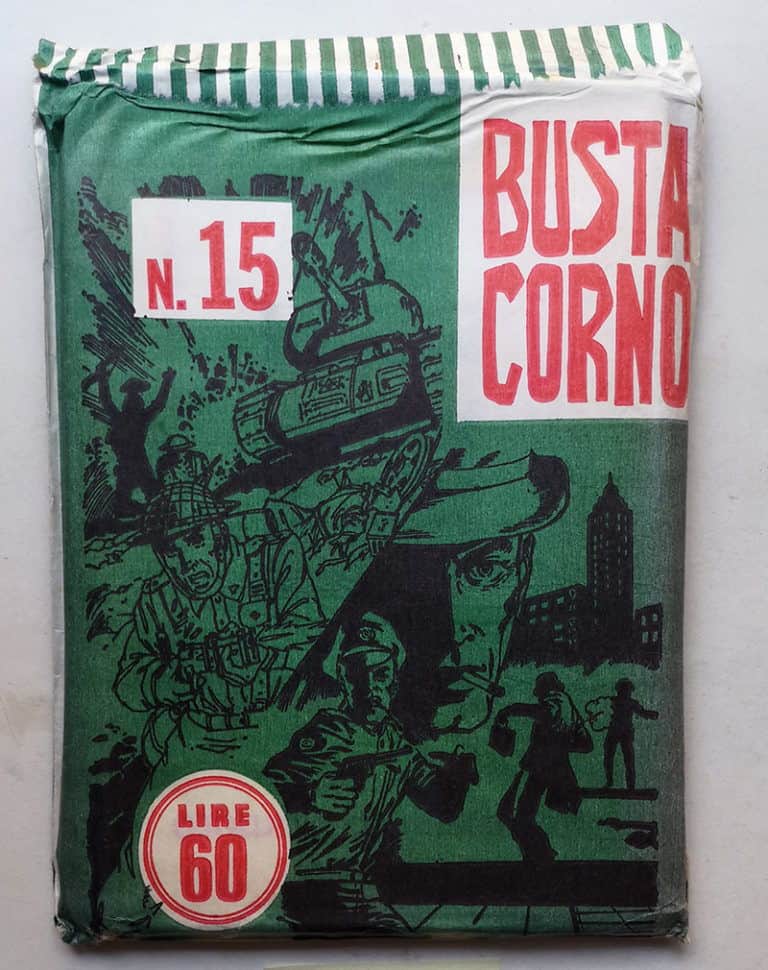 BUSTA
CORNO
N. 15
LIRE
60